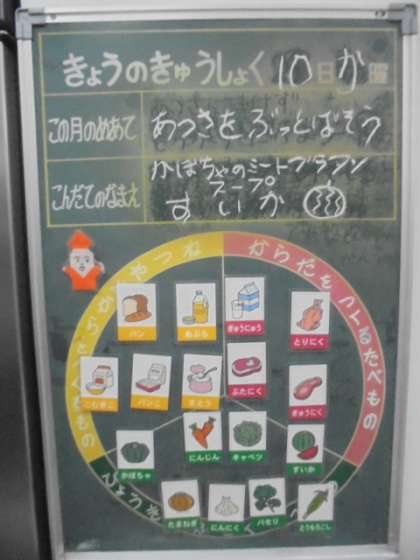 きょうのきゅうしょく 10日 か曜
この月のめあて あつさをぶっとばそう
こんだてのなまえ かぼちゃのミートグラタン
スープ
すいか
からだをつくるたべもの
パン
あぶら
ぎゅうにゅう
とりにく
こむぎこ
パンこ
さとう
ぶたにく
ぎゅうにく
かぼちゃ
にんじん
キャベツ
すいか
たまねぎ
にんにく
パセリ
とうもろこし